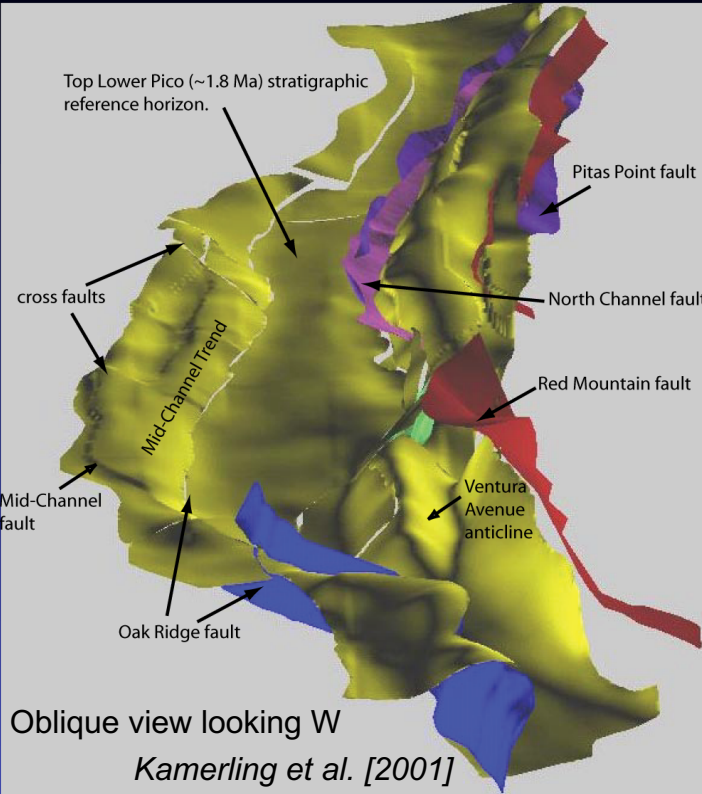 Top Lower Pico (~1.8 Ma) stratigraphic
reference horizon.
Pitas Point fault
cross faults
North Channel fault
Mid-Channel Trend
Red Mountain fault
Mid-Channel
fault
Ventura
Avenue
anticline
Oak Ridge fault
Oblique view looking W
Kamerling et al. [2001]